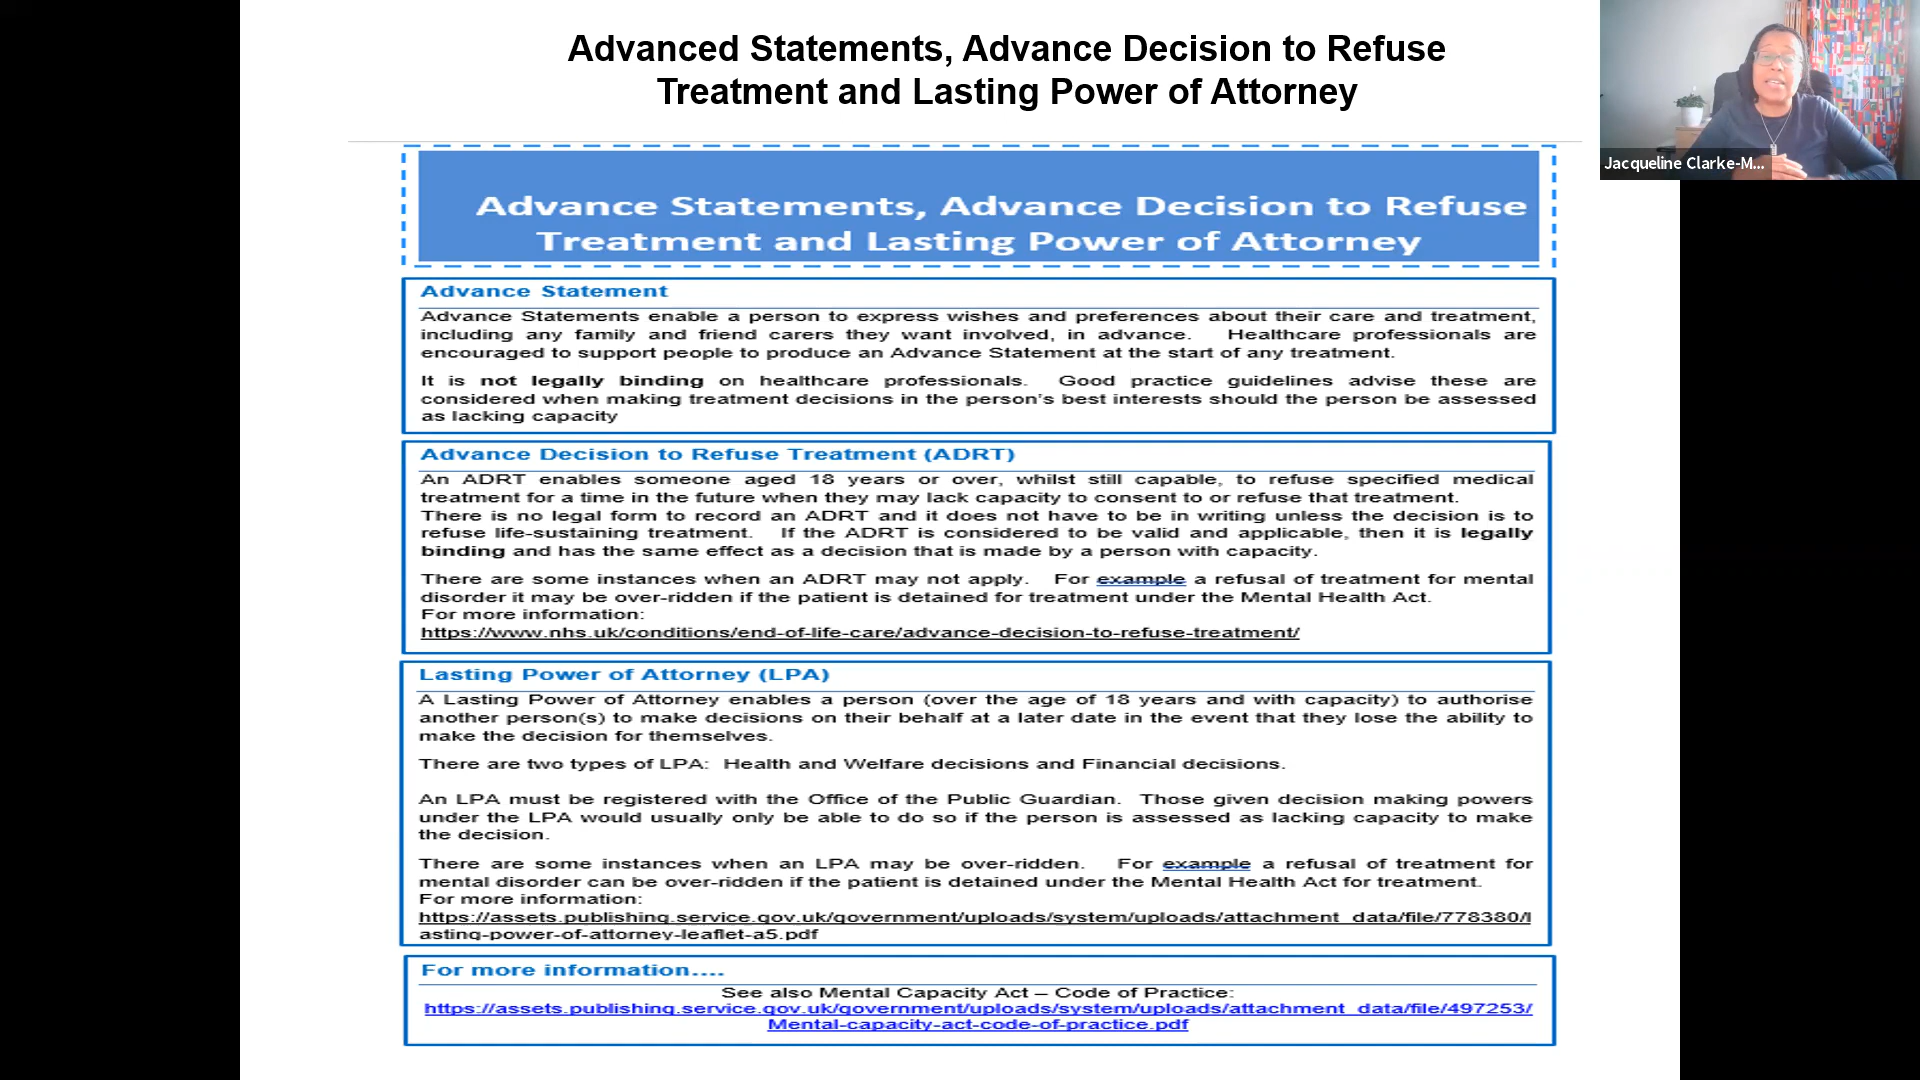 Advanced Statements, Advance Decision to Refuse
Treatment and Lasting Power of Attorney
Jacqueline Clarke-M...
Advance Statements, Advance Decision to Refuse
Treatment and Lasting Power of Attorney
Advance Statement
Advance Statements enable a person to express wishes and preferences about their care and treatment,
including any family and friend carers they want involved, in advance. Healthcare professionals are
encouraged to support people to produce an Advance Statement at the start of any treatment.
It is not legally binding on healthcare professionals. Good practice guidelines advise these are
considered when making treatment decisions in the person's best interests should the person be assessed
as lacking capacity
Advance Decision to Refuse Treatment (ADRT)
An ADRT enables someone aged 18 years or over, whilst still capable, to refuse specified medical
treatment for a time in the future when they may lack capacity to consent to or refuse that treatment.
There is no legal form to record an ADRT and it does not have to be in writing unless the decision is to
refuse life-sustaining treatment. If the ADRT is considered to be valid and applicable, then it is legally
binding and has the same effect as a decision that is made by a person with capacity.
There are some instances when an ADRT may not apply. For example a refusal of treatment for mental
disorder it may be over-ridden if the patient is detained for treatment under the Mental Health Act.
For more information:
https://www.nhs.uk/conditions/end-of-life-care/advance-decision-to-refuse-treatment/
Lasting Power of Attorney (LPA)
A Lasting Power of Attorney enables a person (over the age of 18 years and with capacity) to authorise
another person(s) to make decisions on their behalf at a later date in the event that they lose the ability to
make the decision for themselves.
There are two types of LPA: Health and Welfare decisions and Financial decisions.
An LPA must be registered with the Office of the Public Guardian. Those given decision making powers
under the LPA would usually only be able to do so if the person is assessed as lacking capacity to make
the decision.
There are some instances when an LPA may be over-ridden. For example a refusal of treatment for
mental disorder can be over-ridden if the patient is detained under the Mental Health Act for treatment.
For more information:
https://assets.publishing.service.gov.uk/government/uploads/system/uploads/attachment_data/file/778380/l
asting-power-of-attorney-leaflet-a5.pdf
For more information....
See also Mental Capacity Act – Code of Practice:
https://assets.publishing.service.gov.uk/government/uploads/system/uploads/attachment_data/file/497253/
Mental-capacity-act-code-of-practice.pdf